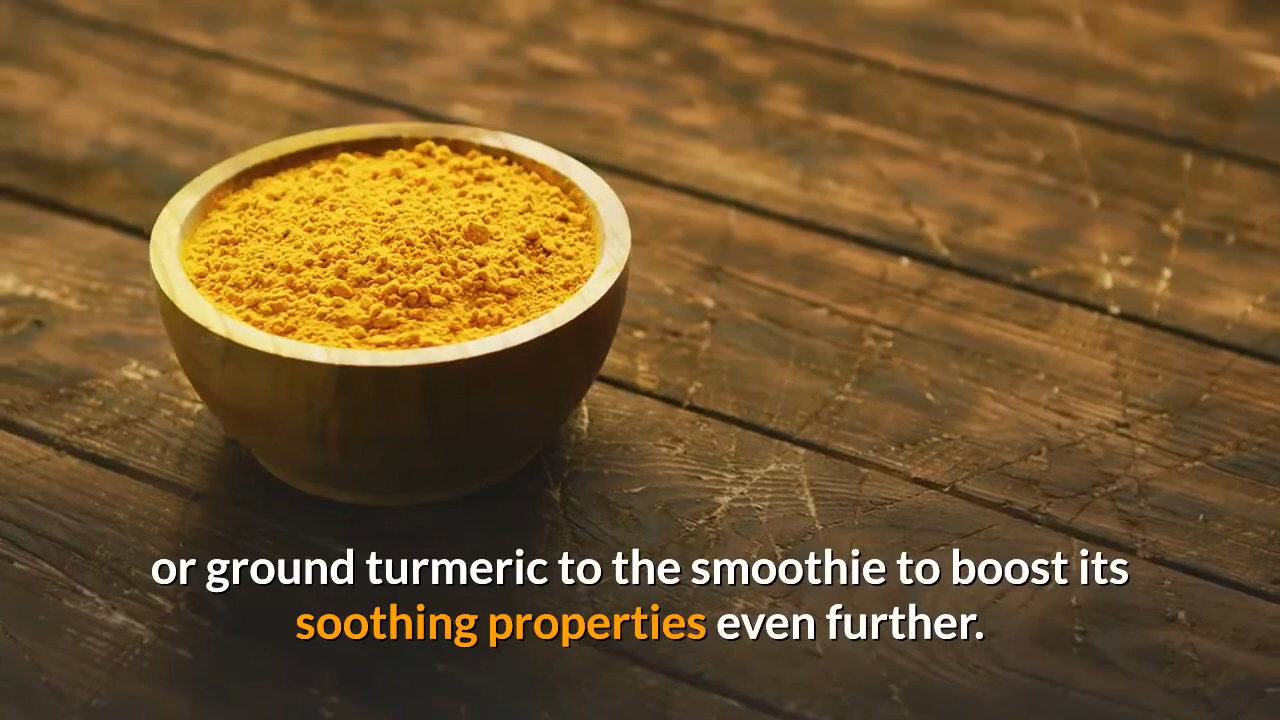 or ground turmeric to the smoothie to boost its
soothing properties even further.